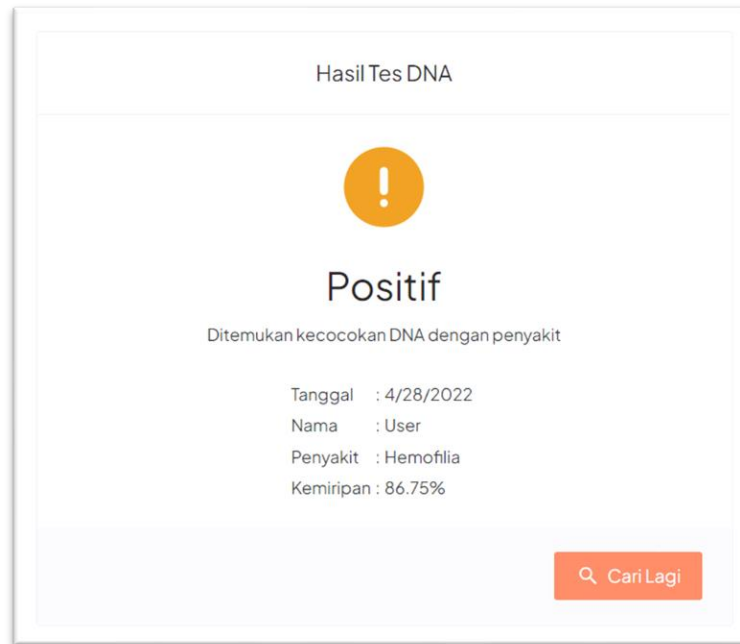 Hasil Tes DNA
Positif
Ditemukan kecocokan DNA dengan penyakit
Tanggal : 4/28/2022
Nama : User
Penyakit : Hemofilia
Kemiripan : 86.75%
Cari Lagi